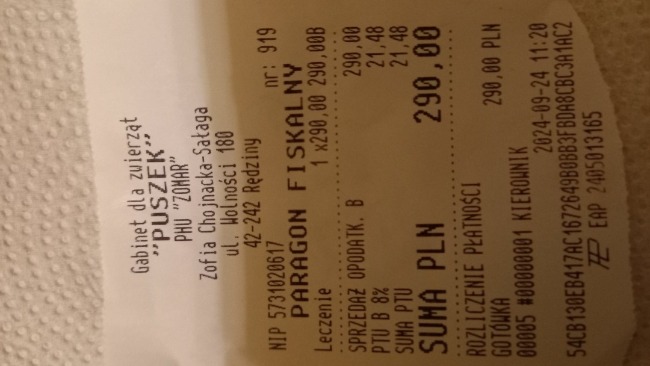 Gabinet dla zwierząt
"PUSZEK"
PHU "ZOMAR"
Zofia Chojnacka-Sałaga
ul. Wolności 180
42-242 Rędziny
NIP 5731020617 nr: 919
PARAGON FISKALNY
Leczenie 1 x290,00 290,00B
SPRZEDAŻ OPODATK. B 290,00
PTU B 8% 21,48
SUMA PTU 21,48
SUMA PLN 290,00
ROZLICZENIE PŁATNOŚCI
GOTÓWKA 290,00 PLN
00005 #00000001 KIEROWNIK 2024-09-24 11:20
54CB130EB417AC1672649B0BB3FBDA8CBC3A1AC2
EAP 2405013165